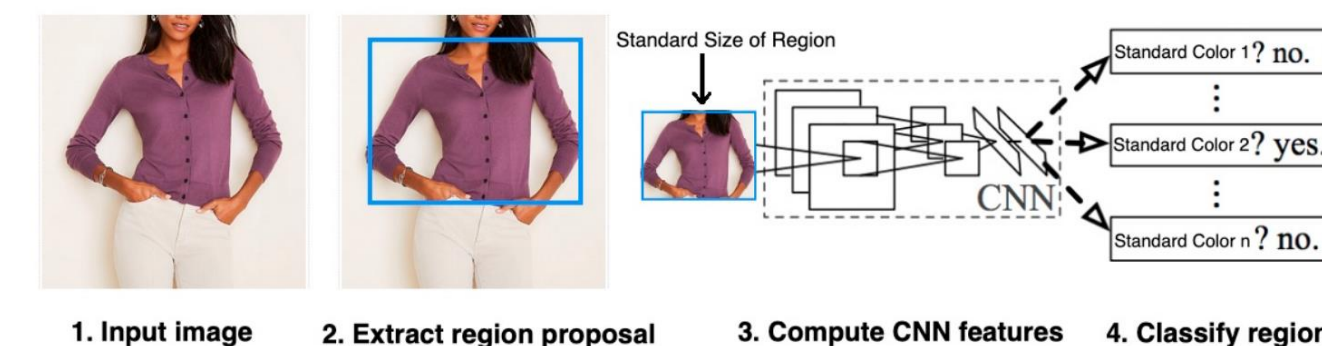 Standard Size of Region
Standard Color 1? no.
Standard Color 2? yes.
CNN
Standard Color n? no.
1. Input image
2. Extract region proposal
3. Compute CNN features
4. Classify region